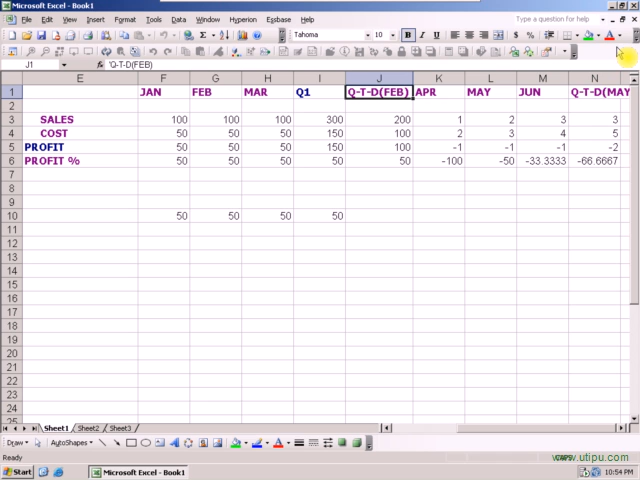 Microsoft Excel - Book1
File Edit View Insert Format Tools Data Window Hyperion Essbase Help Type a question for help
Tahoma 10 B I U $ %
J1 fx 'Q-T-D(FEB)
E F G H I J K L M N
1 JAN FEB MAR Q1 Q-T-D(FEB) APR MAY JUN Q-T-D(MAY
2
3 SALES 100 100 100 300 200 1 2 3 3
4 COST 50 50 50 150 100 2 3 4 5
5 PROFIT 50 50 50 150 100 -1 -1 -1 -2
6 PROFIT % 50 50 50 50 50 -100 -50 -33.3333 -66.6667
7
8
9
10 50 50 50 50
11
12
13
14
15
16
17
18
19
20
21
22
23
24
25
Sheet1 Sheet2 Sheet3
Draw AutoShapes
Ready
www.utipu.com
Start Microsoft Excel - Book1 10:54 PM